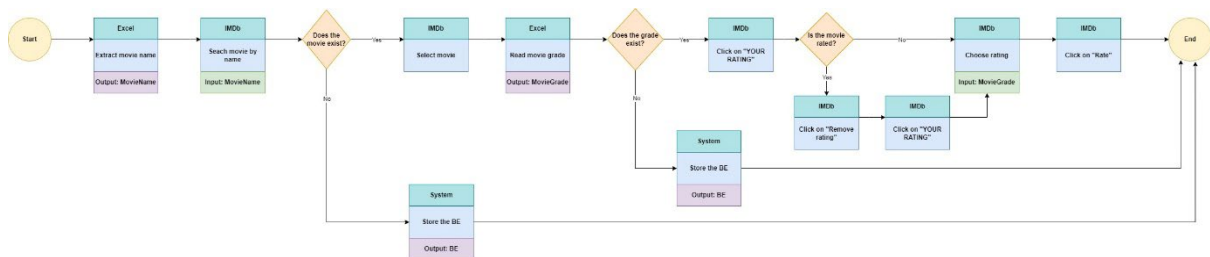 Start
Excel
Extract movie name
Output: MovieName
IMDb
Seach movie by
name
Input: MovieName
Does the
movie exist?
Yes
No
IMDb
Select movie
Excel
Read movie grade
Output: MovieGrade
Does the grade
exist?
Yes
No
IMDb
Click on "YOUR
RATING"
Is the movie
rated?
No
Yes
IMDb
Choose rating
Input: MovieGrade
IMDb
Click on "Rate"
End
IMDb
Click on "Remove
rating"
IMDb
Click on "YOUR
RATING"
System
Store the BE
Output: BE
System
Store the BE
Output: BE